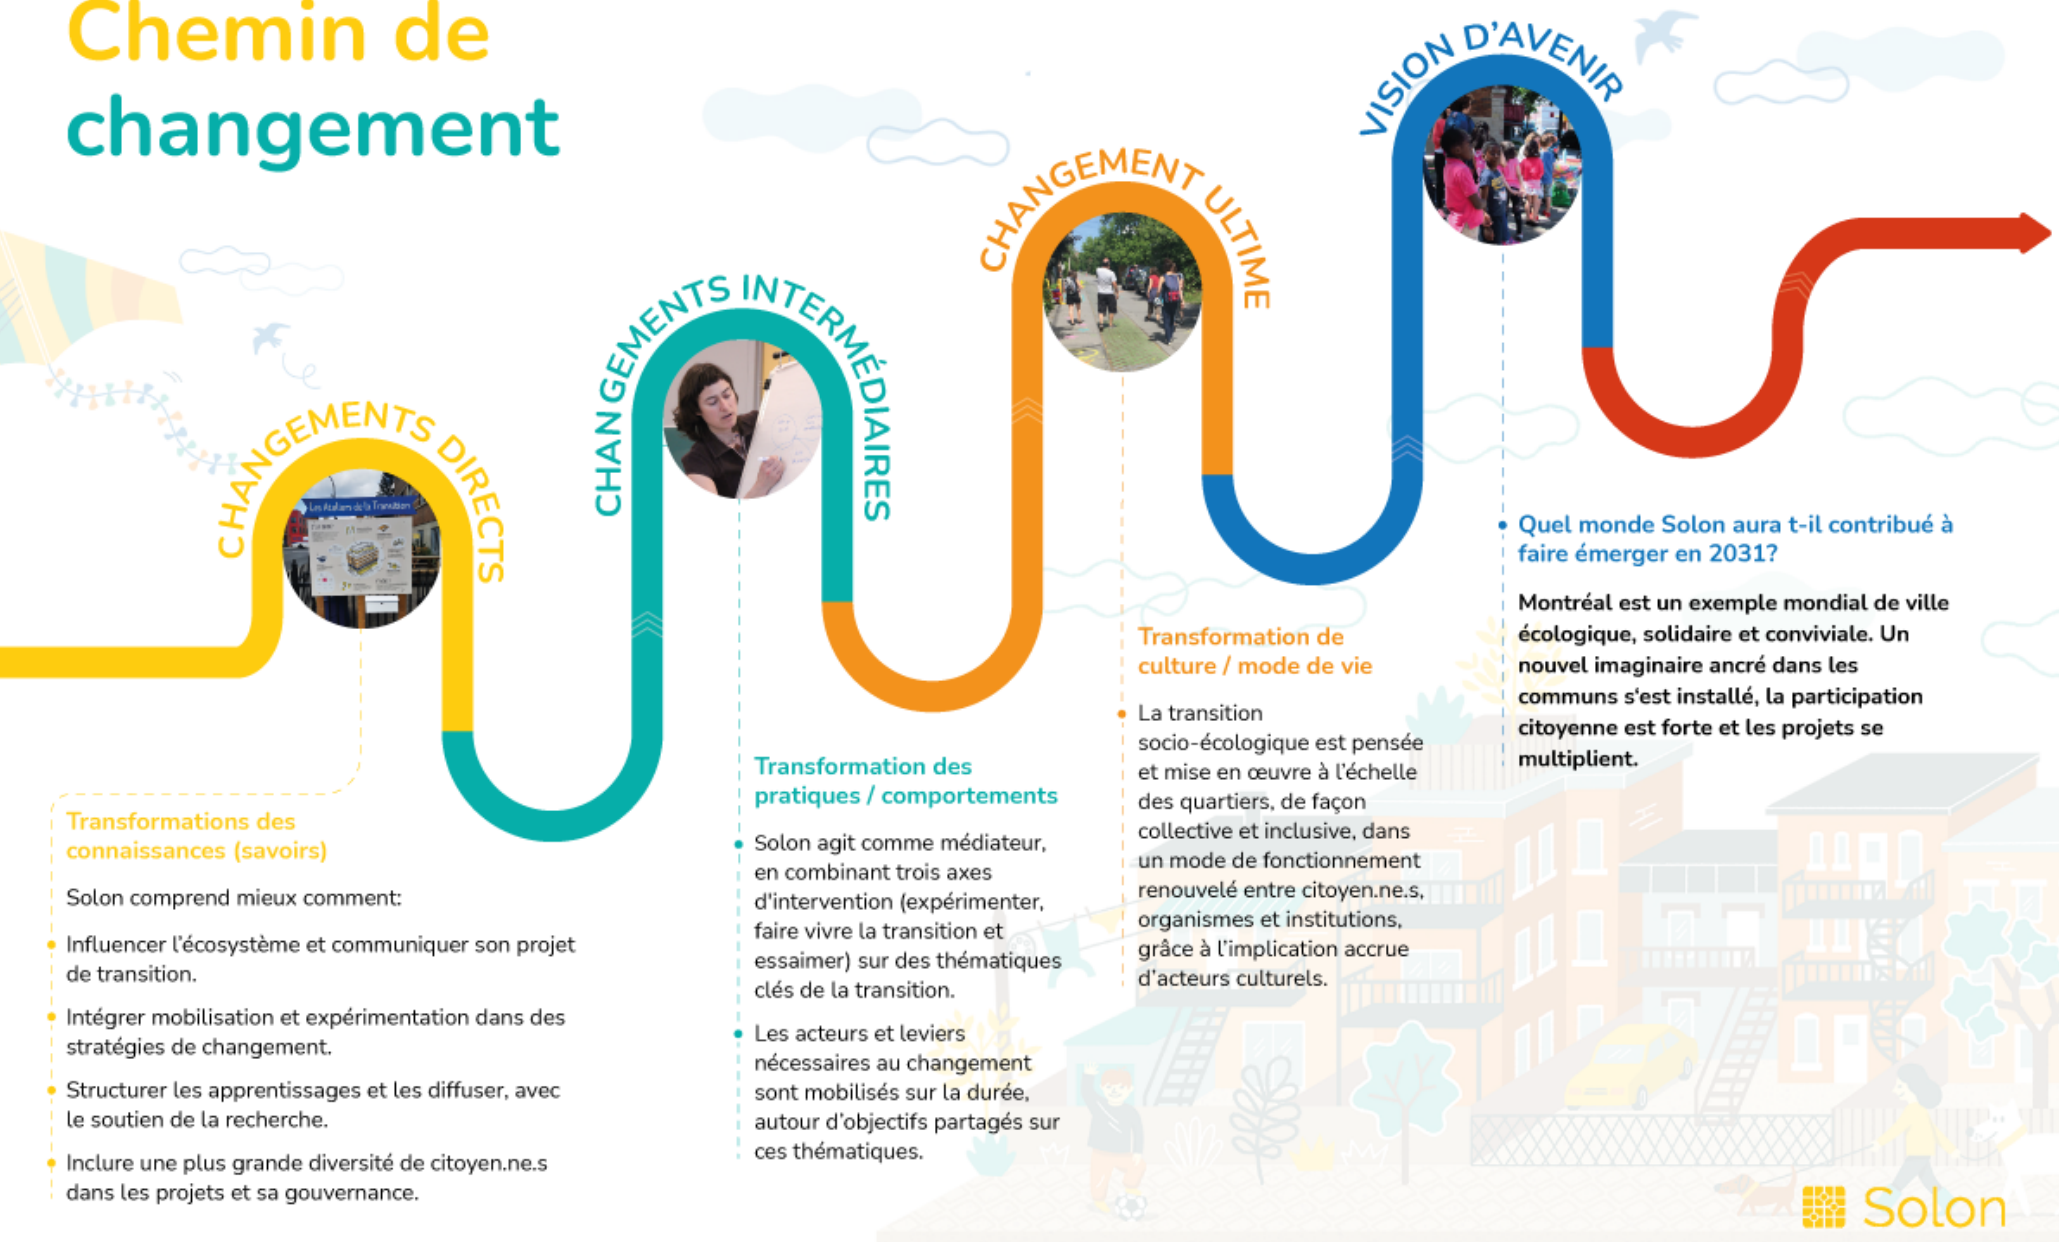 Chemin de
changement
CHANGEMENTS DIRECTS
Les Ateliers de la Transition
Transformations des
connaissances (savoirs)
Solon comprend mieux comment:
Influencer l'écosystème et communiquer son projet
de transition.
Intégrer mobilisation et expérimentation dans des
stratégies de changement.
Structurer les apprentissages et les diffuser, avec
le soutien de la recherche.
Inclure une plus grande diversité de citoyen.ne.s
dans les projets et sa gouvernance.
CHANGEMENTS INTERMÉDIAIRES
Transformation des
pratiques / comportements
Solon agit comme médiateur,
en combinant trois axes
d'intervention (expérimenter,
faire vivre la transition et
essaimer) sur des thématiques
clés de la transition.
Les acteurs et leviers
nécessaires au changement
sont mobilisés sur la durée,
autour d'objectifs partagés sur
ces thématiques.
CHANGEMENT ULTIME
Transformation de
culture / mode de vie
La transition
socio-écologique est pensée
et mise en œuvre à l'échelle
des quartiers, de façon
collective et inclusive, dans
un mode de fonctionnement
renouvelé entre citoyen.ne.s,
organismes et institutions,
grâce à l'implication accrue
d'acteurs culturels.
VISION D'AVENIR
Quel monde Solon aura t-il contribué à
faire émerger en 2031?
Montréal est un exemple mondial de ville
écologique, solidaire et conviviale. Un
nouvel imaginaire ancré dans les
communs s'est installé, la participation
citoyenne est forte et les projets se
multiplient.
Solon